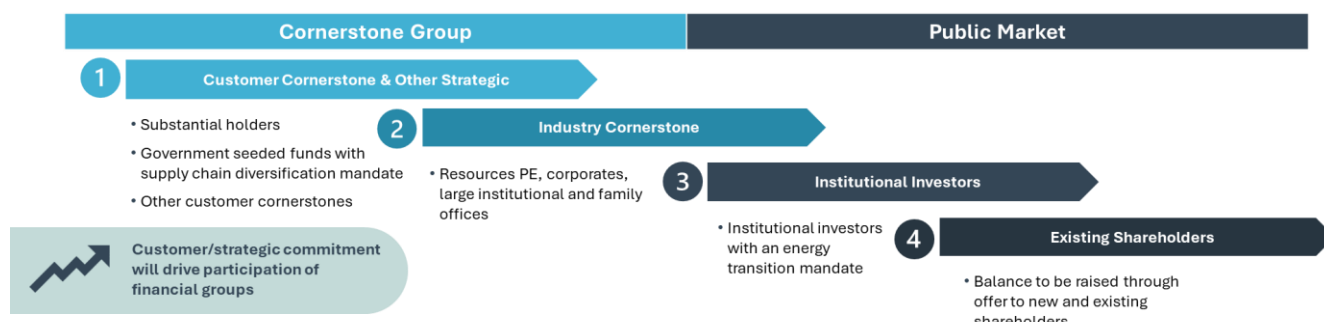 Cornerstone Group
Public Market
1
Customer Cornerstone & Other Strategic
• Substantial holders
• Government seeded funds with
supply chain diversification mandate
• Other customer cornerstones
2
Industry Cornerstone
• Resources PE, corporates,
large institutional and family
offices
3
Institutional Investors
• Institutional investors
with an energy
transition mandate
4
Existing Shareholders
• Balance to be raised through
offer to new and existing
shareholders
Customer/strategic commitment
will drive participation of
financial groups